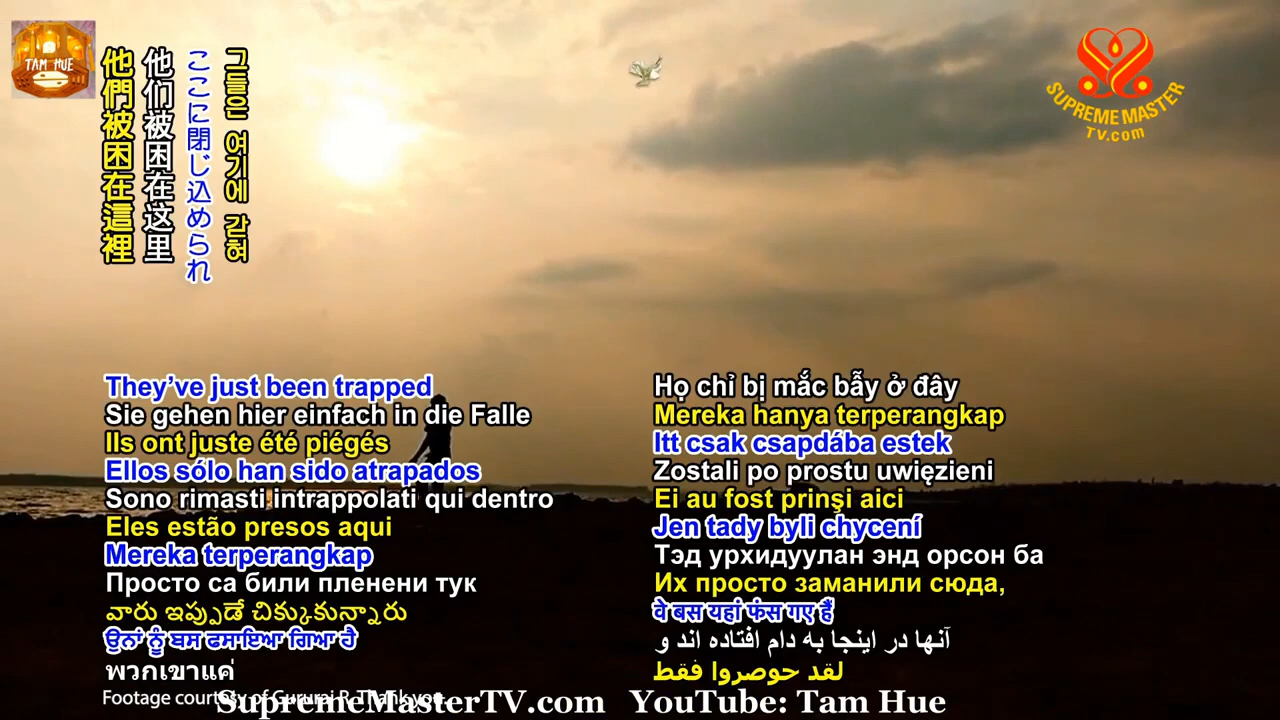 TAM HUE
他們被困在這裡
他们被困在这里
ここに閉じ込められ
그들은 여기에 갇혀
SUPREME MASTER
TV.com
They’ve just been trapped
Sie gehen hier einfach in die Falle
Ils ont juste été piégés
Ellos sólo han sido atrapados
Sono rimasti intrappolati qui dentro
Eles estão presos aqui
Mereka terperangkap
Просто са били пленени тук
వారు ఇప్పుడే చిక్కుకున్నారు
ਉਨਾਂ ਨੂੰ ਬਸ ਫਸਾਇਆ ਗਿਆ ਹੈ
พวกเขาแค่
Họ chỉ bị mắc bẫy ở đây
Mereka hanya terperangkap
Itt csak csapdába estek
Zostali po prostu uwięzieni
Ei au fost prinşi aici
Jen tady byli chycení
Тэд урхидуулан энд орсон ба
Их просто заманили сюда,
वे बस यहां फंस गए हैं
آنها در اینجا به دام افتاده اند و
لقد حوصروا فقط
Footage courtesy of Gururaj R Thank you
SupremeMasterTV.com YouTube: Tam Hue